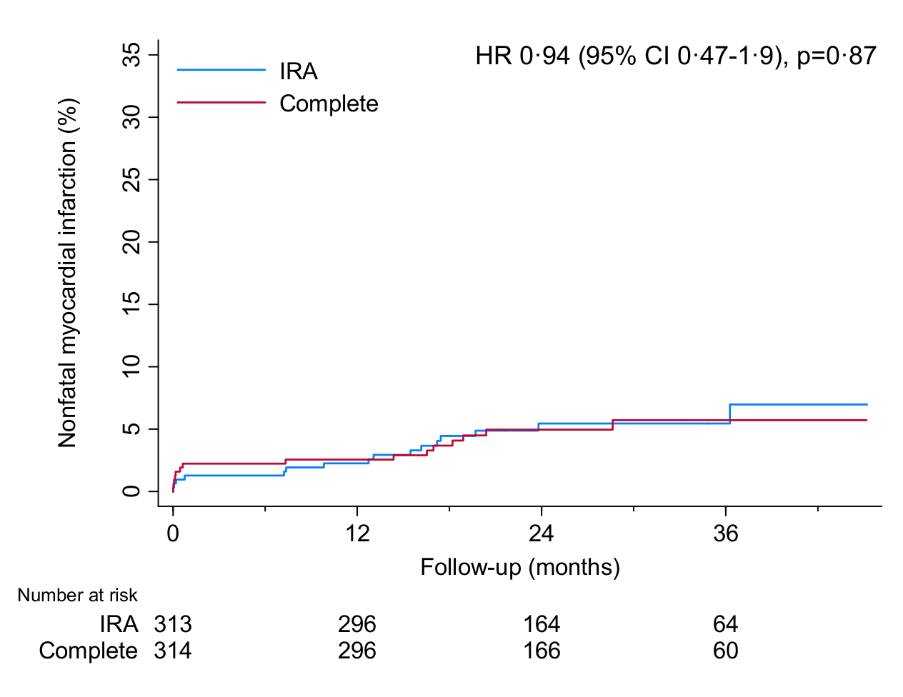 HR 0·94 (95% CI 0·47-1·9), p=0·87
IRA
Complete
Nonfatal myocardial infarction (%)
35
30
25
20
15
10
5
0
0 12 24 36
Follow-up (months)
Number at risk
IRA 313 296 164 64
Complete 314 296 166 60